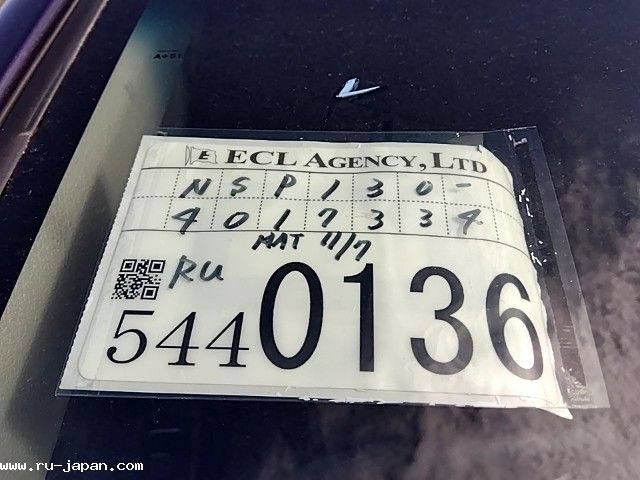 E ECL AGENCY, LTD
NSP130-
4017334
MAT 11/7
RU
5440136
www.ru-japan.com